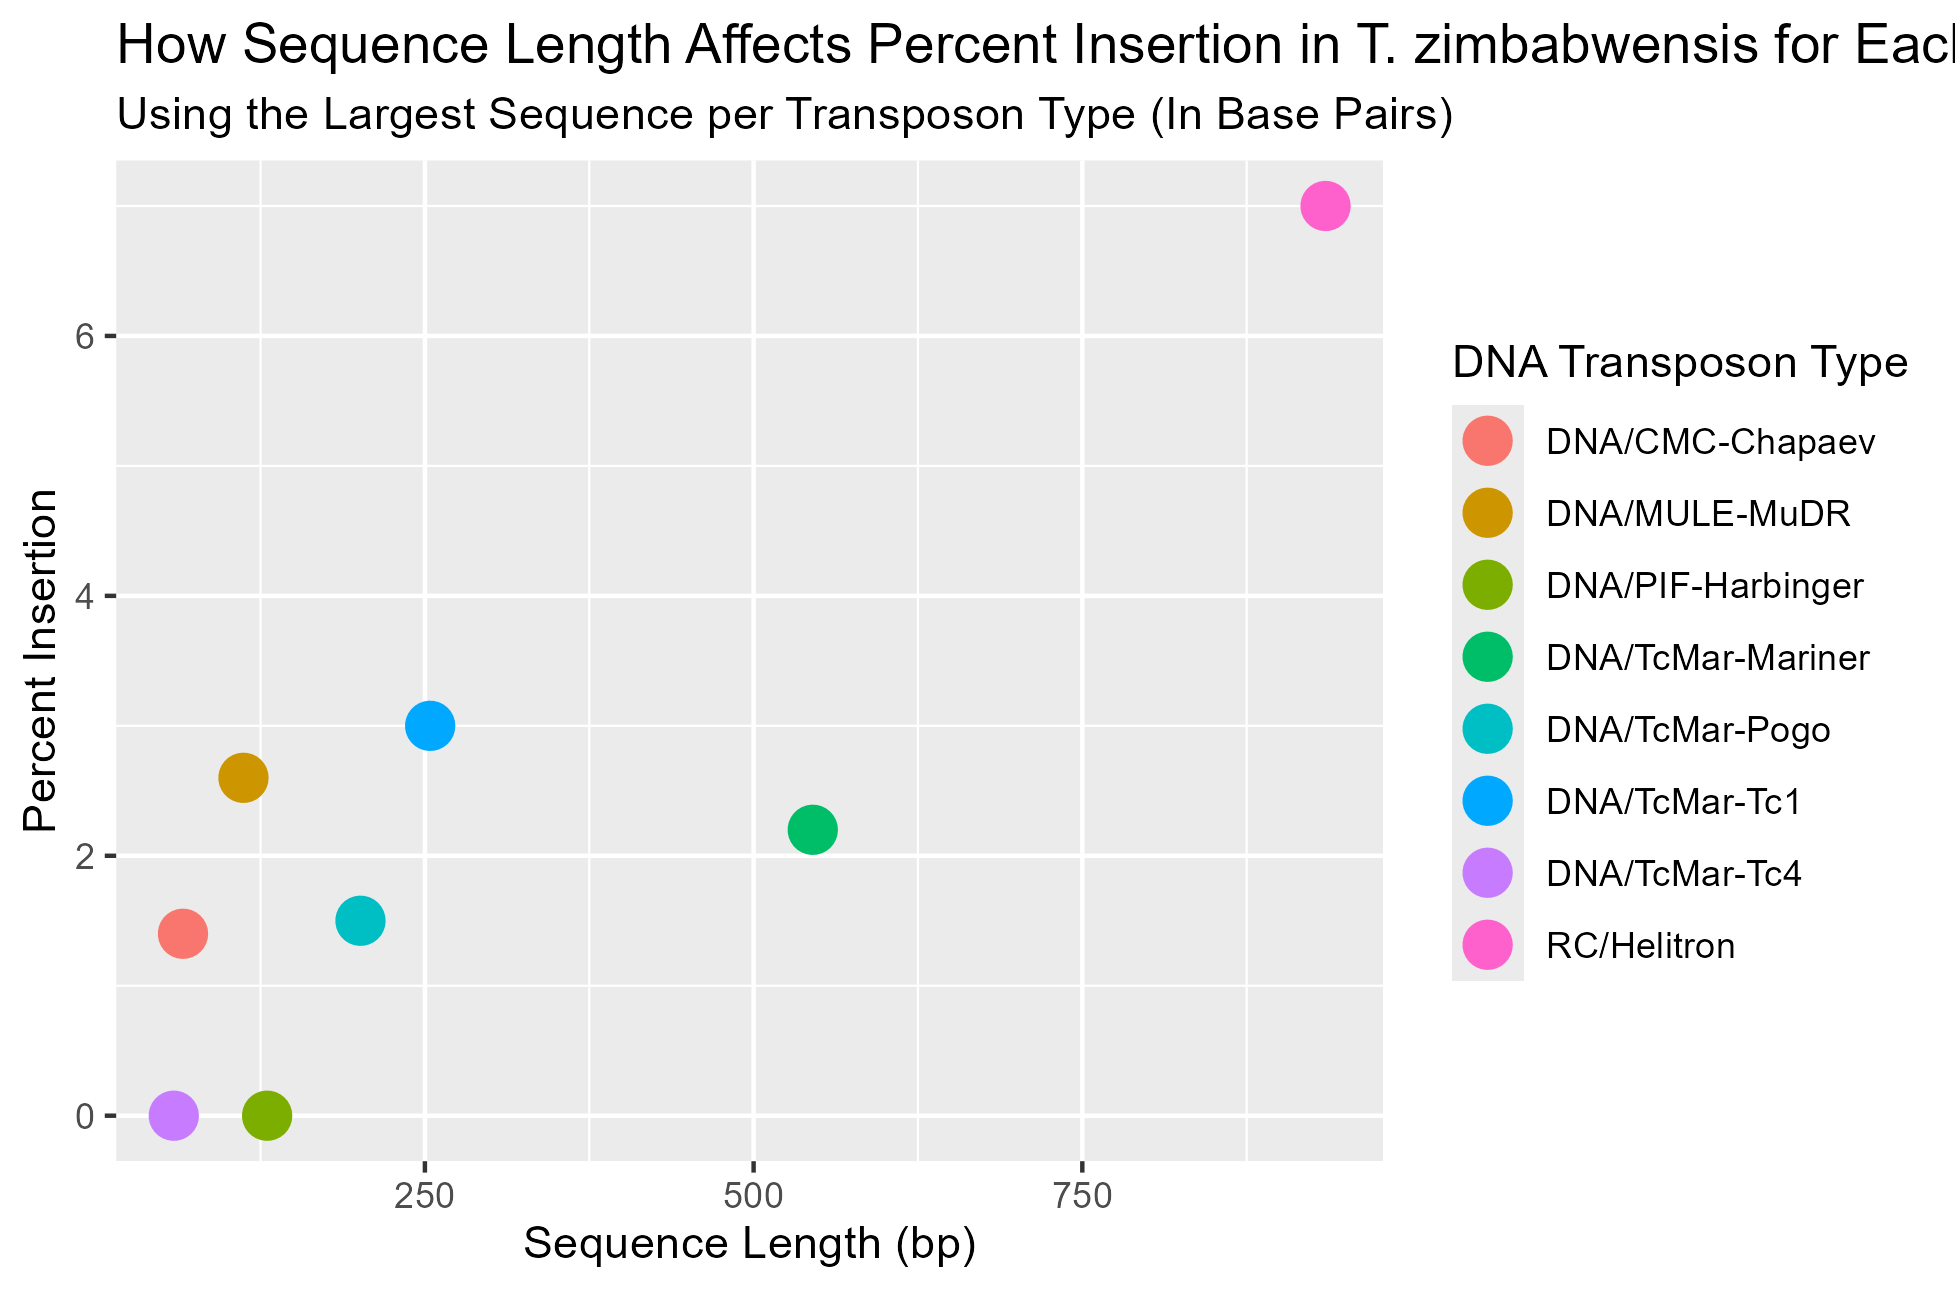 How Sequence Length Affects Percent Insertion in T. zimbabwensis for
Using the Largest Sequence per Transposon Type (In Base Pairs)
6
4
2
0
Percent Insertion
250
500
750
Sequence Length (bp)
DNA Transposon Type
DNA/CMC-Chapaev
DNA/MULE-MuDR
DNA/PIF-Harbinger
DNA/TcMar-Mariner
DNA/TcMar-Pogo
DNA/TcMar-Tc1
DNA/TcMar-Tc4
RC/Helitron